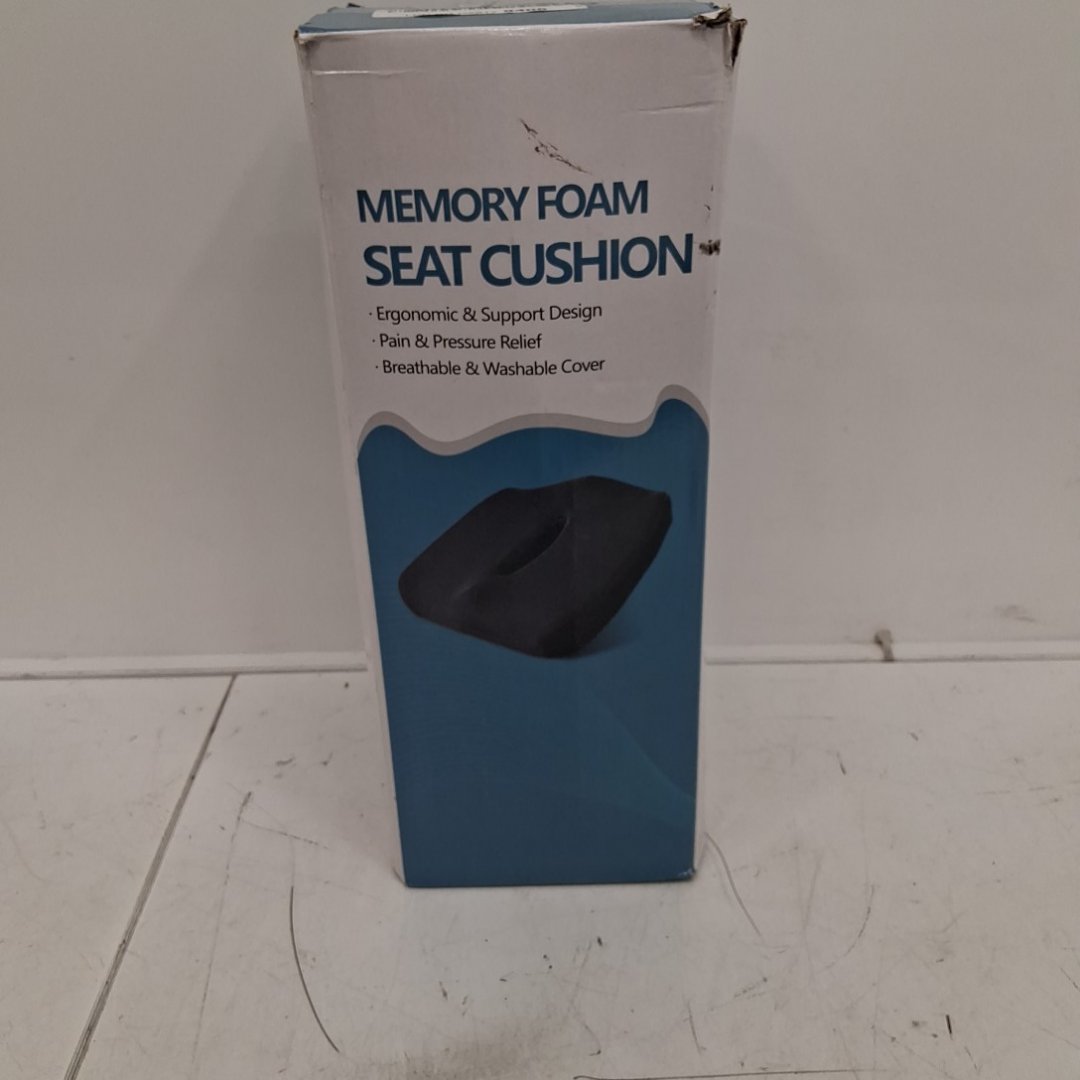 MEMORY FOAM
SEAT CUSHION
· Ergonomic & Support Design
· Pain & Pressure Relief
· Breathable & Washable Cover